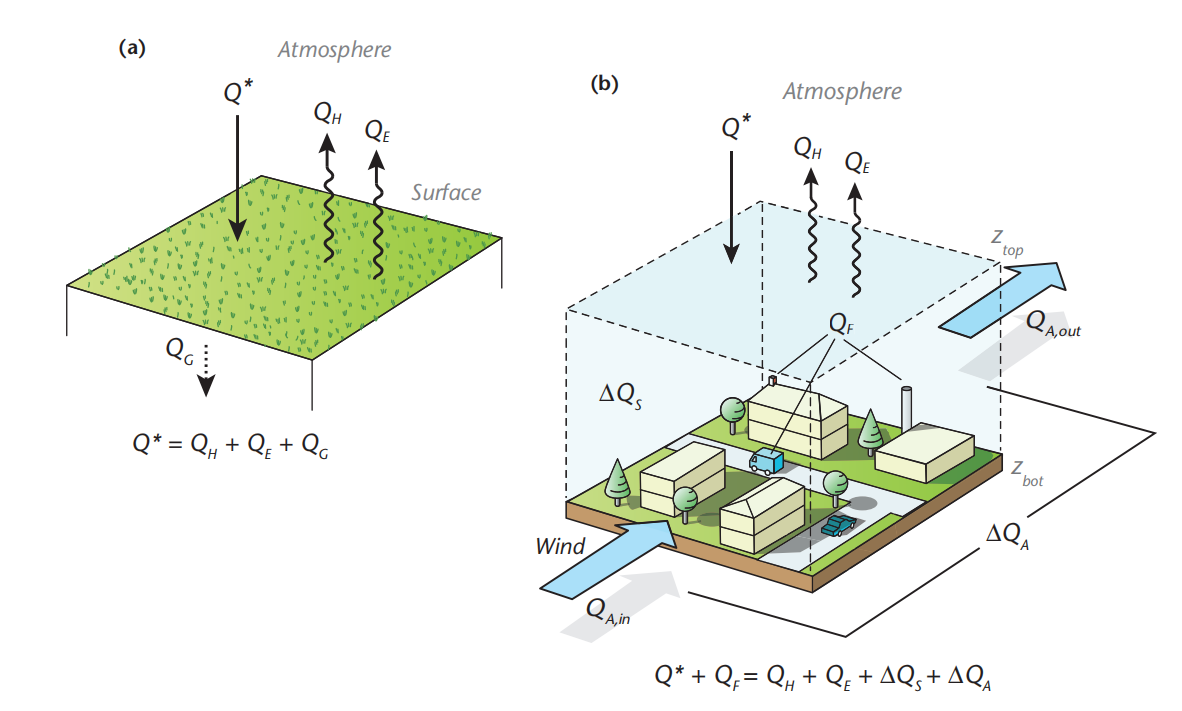 (a)
Atmosphere
Q*
Q_H
Q_E
Surface
Q_G
Q* = Q_H + Q_E + Q_G
(b)
Atmosphere
Q*
Q_H
Q_E
z_top
Q_A,out
Q_F
ΔQ_S
z_bot
ΔQ_A
Wind
Q_A,in
Q* + Q_F = Q_H + Q_E + ΔQ_S + ΔQ_A